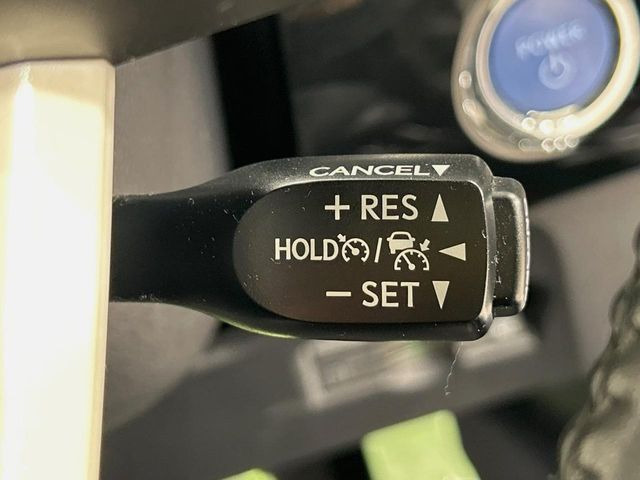 POWER
CANCEL▼
+ RES ▲
HOLD / ◀
− SET ▼